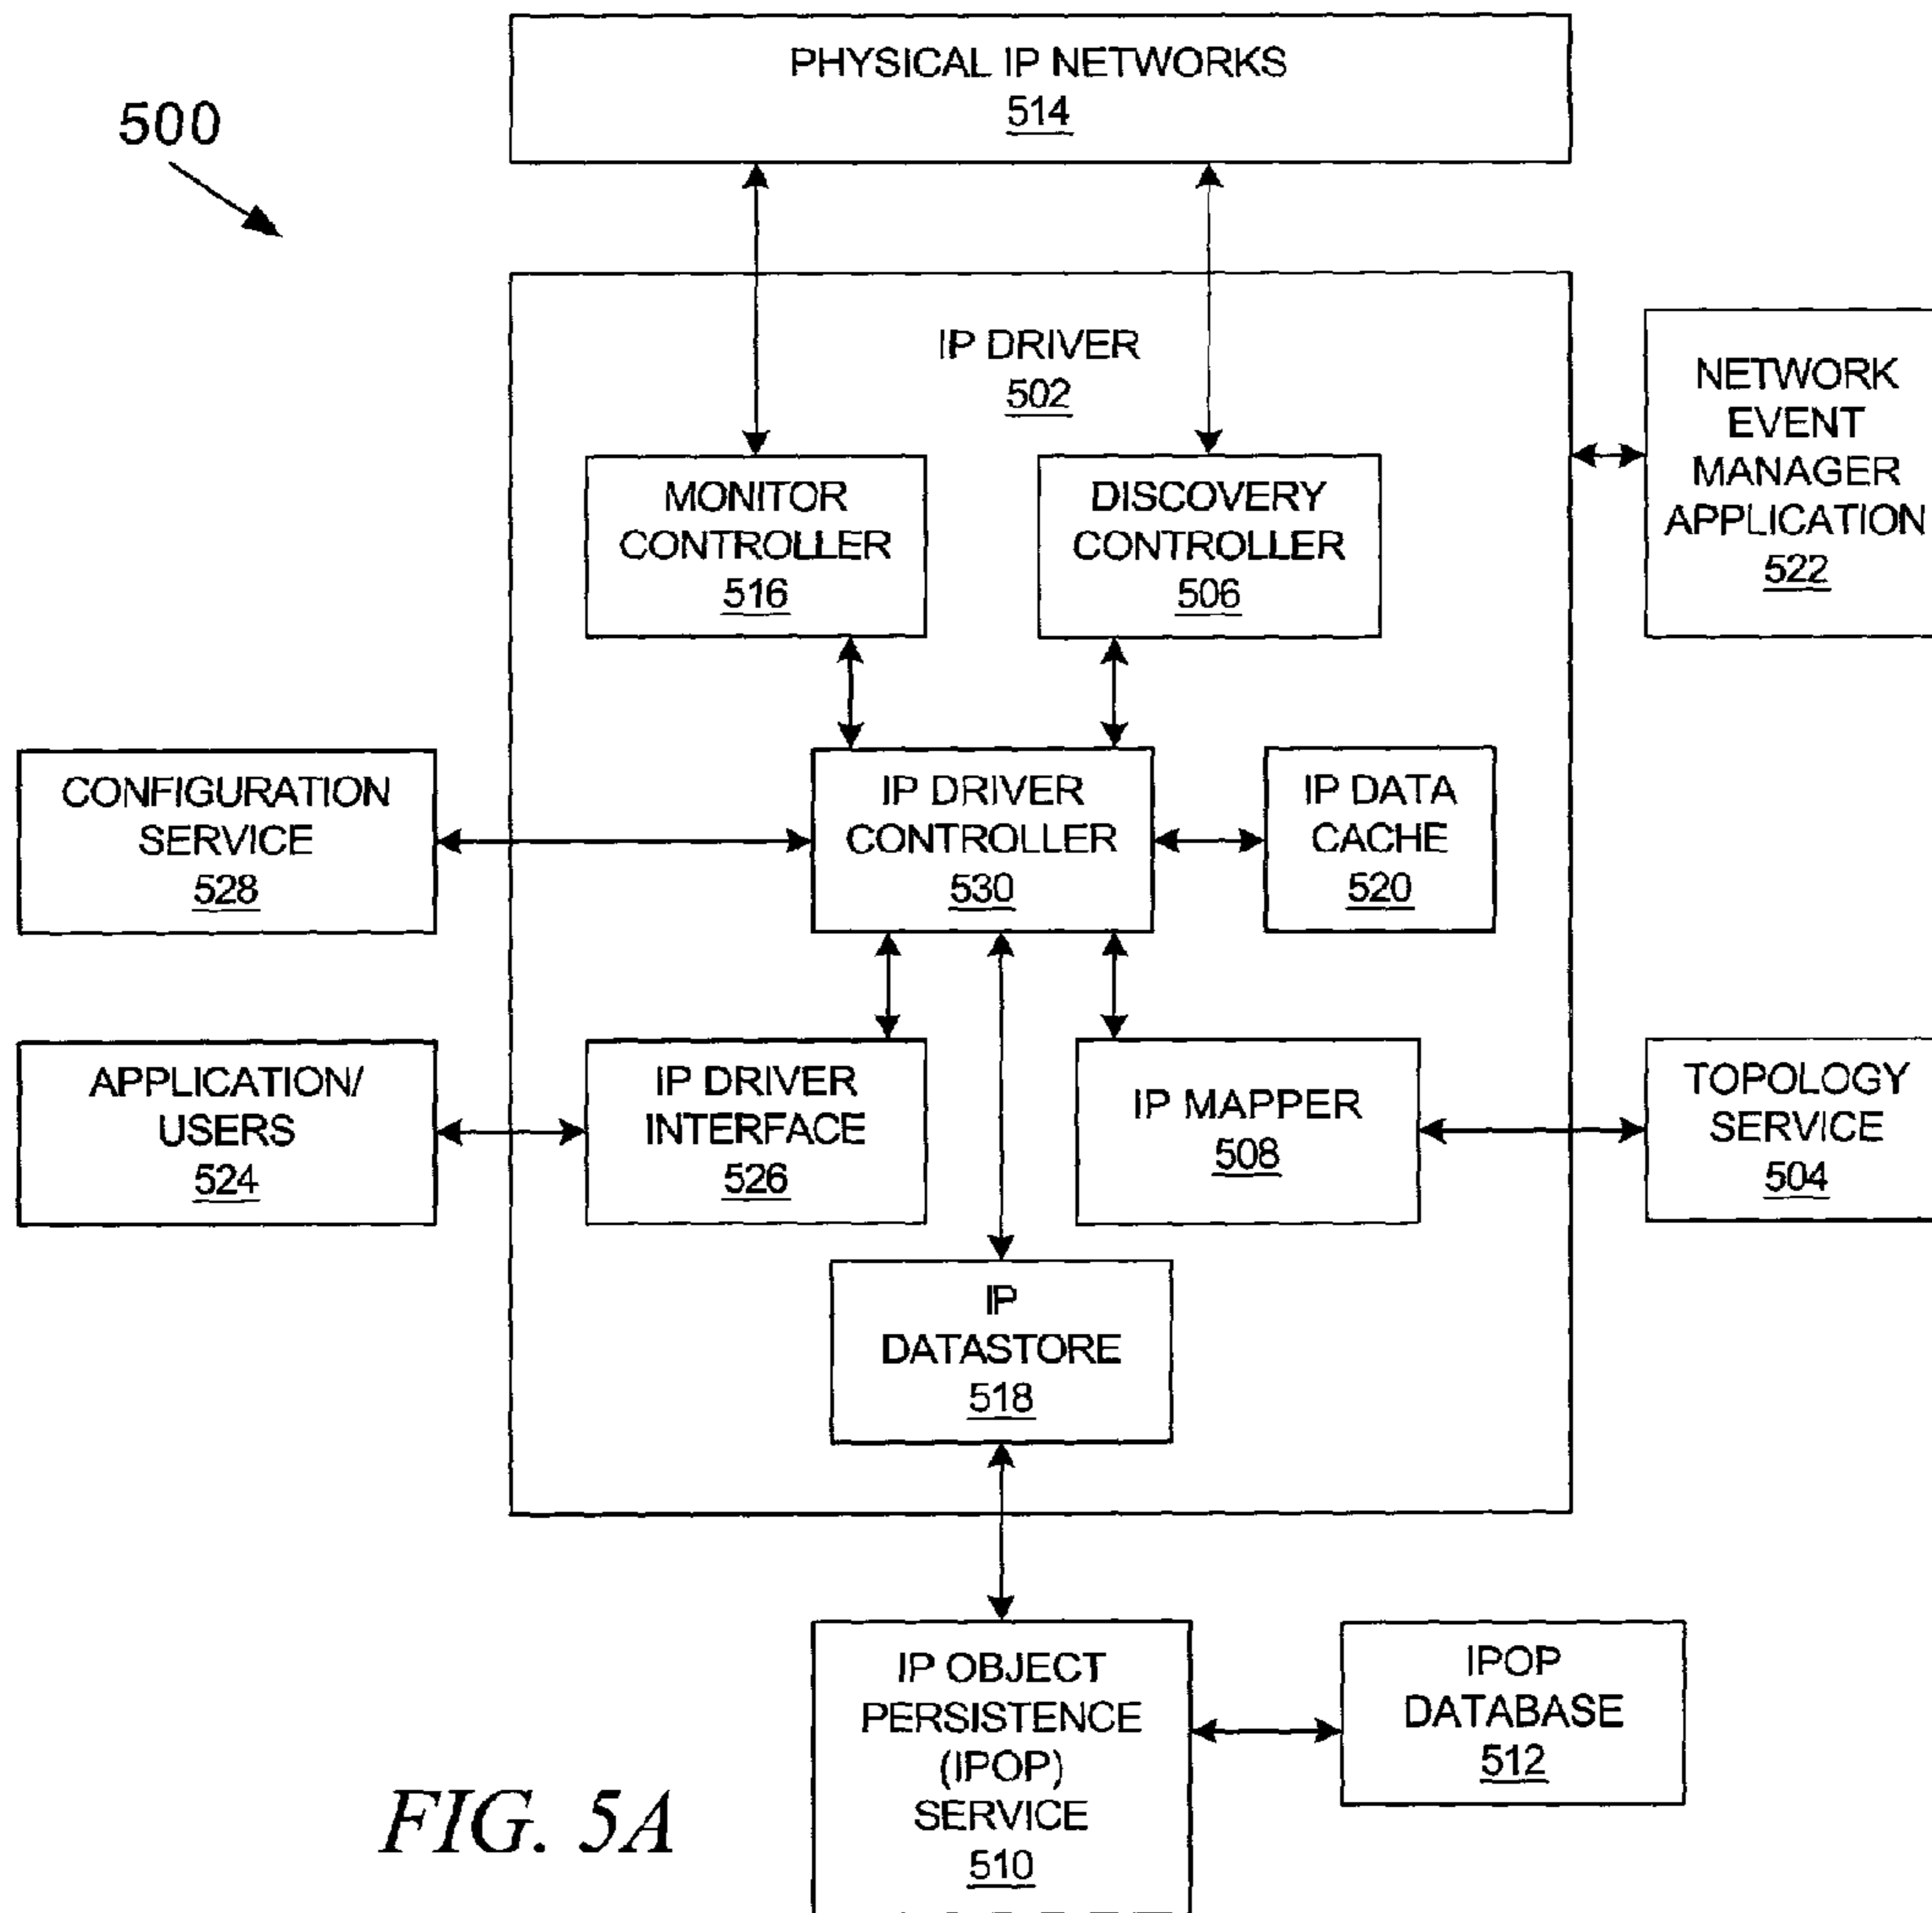 PHYSICAL IP NETWORKS
514
500
IP DRIVER
502
NETWORK
EVENT
MANAGER
APPLICATION
522
MONITOR
CONTROLLER
516
DISCOVERY
CONTROLLER
506
CONFIGURATION
SERVICE
528
IP DRIVER
CONTROLLER
530
IP DATA
CACHE
520
APPLICATION/
USERS
524
IP DRIVER
INTERFACE
526
IP MAPPER
508
TOPOLOGY
SERVICE
504
IP
DATASTORE
518
IP OBJECT
PERSISTENCE
(IPOP)
SERVICE
510
IPOP
DATABASE
512
FIG. 5A